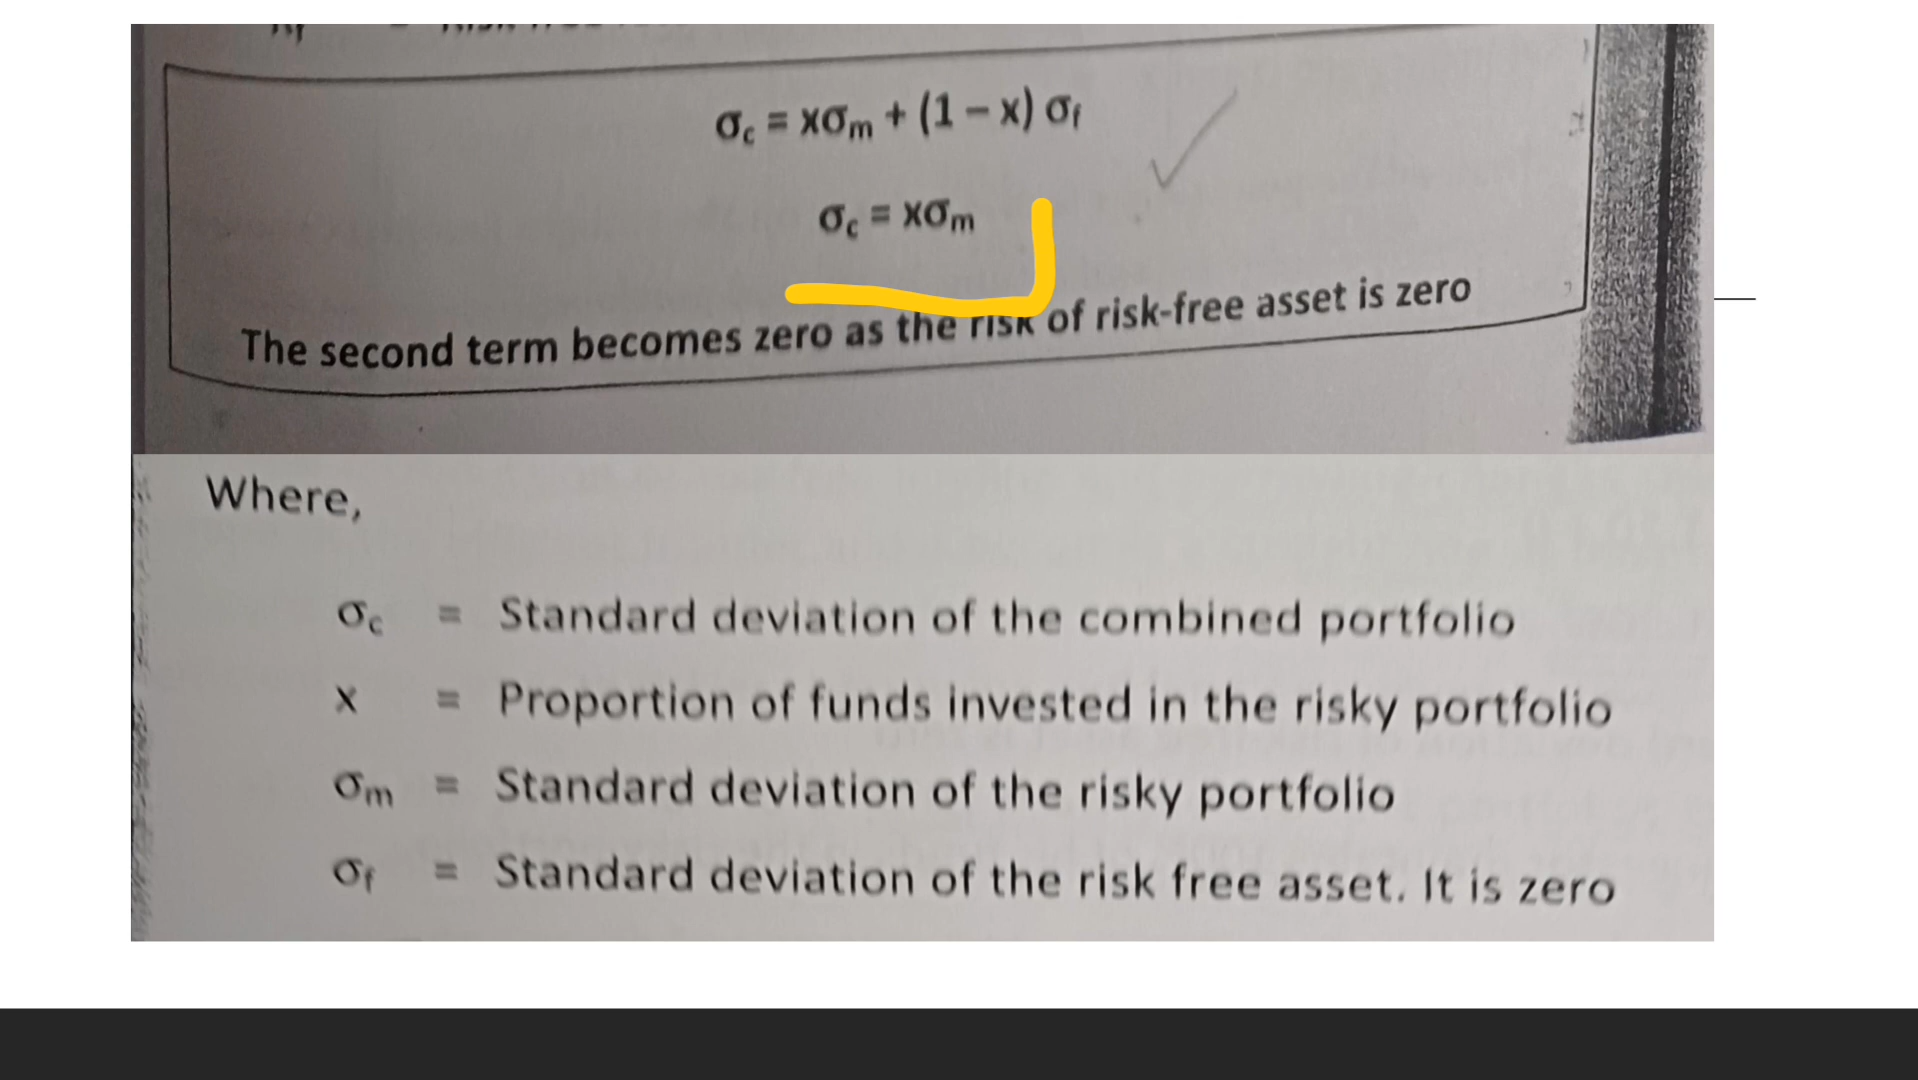 σc = xσm + (1 – x) σf
σc = xσm
The second term becomes zero as the risk of risk-free asset is zero
Where,
σc = Standard deviation of the combined portfolio
x = Proportion of funds invested in the risky portfolio
σm = Standard deviation of the risky portfolio
σf = Standard deviation of the risk free asset. It is zero